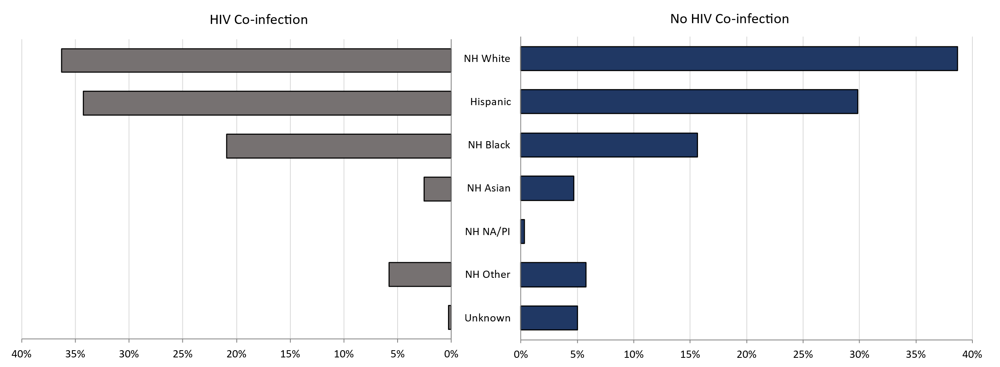 HIV Co-infection
No HIV Co-infection
NH White
Hispanic
NH Black
NH Asian
NH NA/PI
NH Other
Unknown
40% 35% 30% 25% 20% 15% 10% 5% 0%
0% 5% 10% 15% 20% 25% 30% 35% 40%